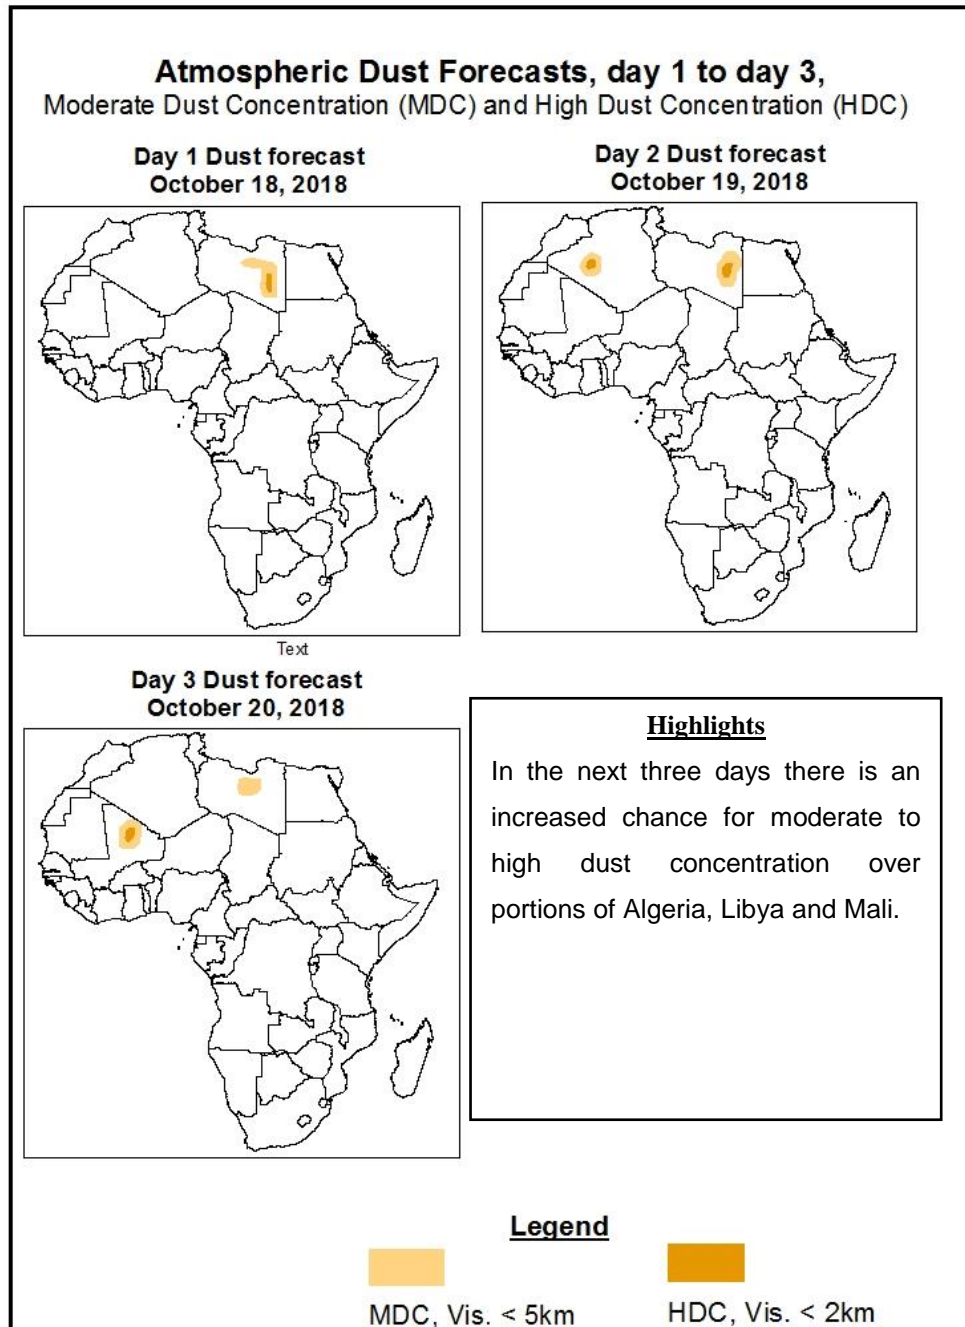 Atmospheric Dust Forecasts, day 1 to day 3,
Moderate Dust Concentration (MDC) and High Dust Concentration (HDC)
Day 1 Dust forecast
October 18, 2018
Day 2 Dust forecast
October 19, 2018
Text
Day 3 Dust forecast
October 20, 2018
Highlights
In the next three days there is an
increased chance for moderate to
high dust concentration over
portions of Algeria, Libya and Mali.
Legend
MDC, Vis. < 5km
HDC, Vis. < 2km